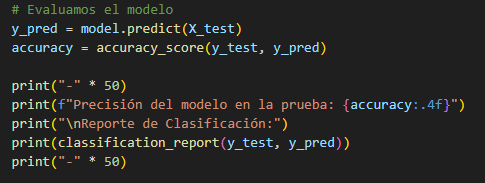 # Evaluamos el modelo
y_pred = model.predict(X_test)
accuracy = accuracy_score(y_test, y_pred)

print("-" * 50)
print(f"Precisión del modelo en la prueba: {accuracy:.4f}")
print("\nReporte de Clasificación:")
print(classification_report(y_test, y_pred))
print("-" * 50)